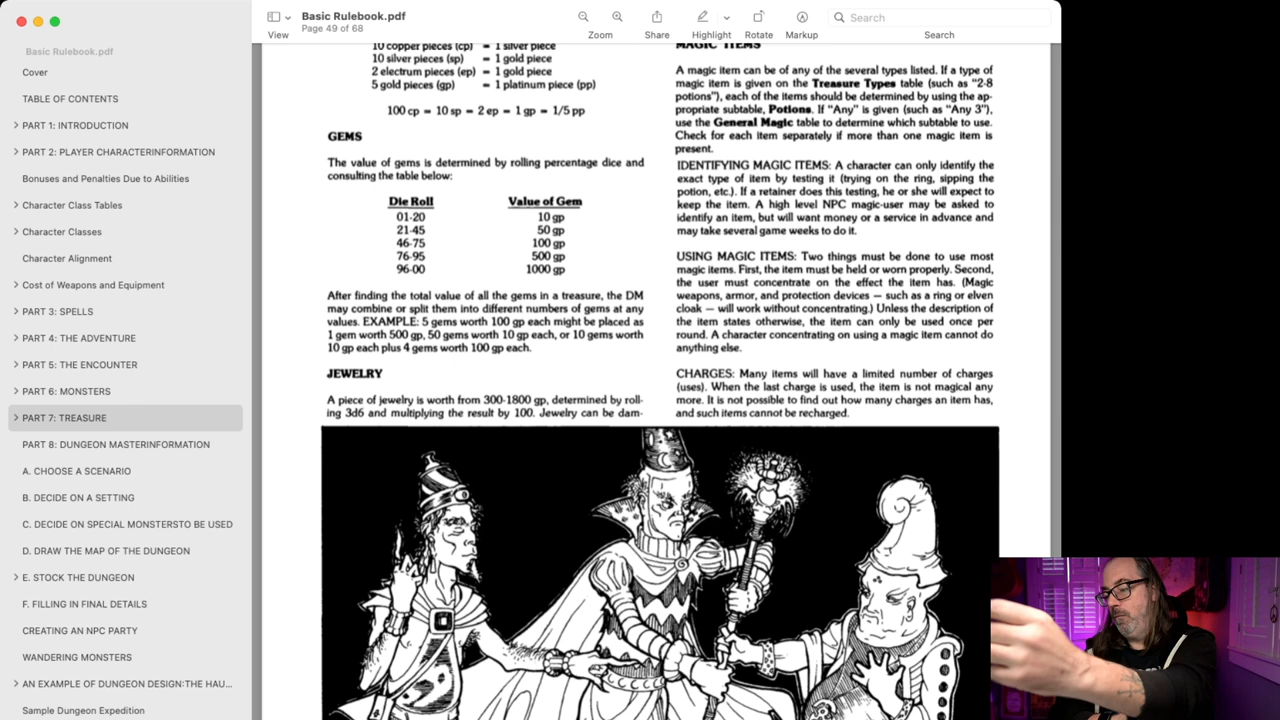 Basic Rulebook.pdf
Page 49 of 68
View
Zoom
Share
Highlight
Rotate
Markup
Search
Search
Basic Rulebook.pdf
Cover
TABLE OF CONTENTS
PART 1: INTRODUCTION
PART 2: PLAYER CHARACTERINFORMATION
Bonuses and Penalties Due to Abilities
Character Class Tables
Character Classes
Character Alignment
Cost of Weapons and Equipment
PART 3: SPELLS
PART 4: THE ADVENTURE
PART 5: THE ENCOUNTER
PART 6: MONSTERS
PART 7: TREASURE
PART 8: DUNGEON MASTERINFORMATION
A. CHOOSE A SCENARIO
B. DECIDE ON A SETTING
C. DECIDE ON SPECIAL MONSTERSTO BE USED
D. DRAW THE MAP OF THE DUNGEON
E. STOCK THE DUNGEON
F. FILLING IN FINAL DETAILS
CREATING AN NPC PARTY
WANDERING MONSTERS
AN EXAMPLE OF DUNGEON DESIGN:THE HAU...
Sample Dungeon Expedition
10 copper pieces (cp) = 1 silver piece
10 silver pieces (sp) = 1 gold piece
2 electrum pieces (ep) = 1 gold piece
5 gold pieces (gp) = 1 platinum piece (pp)
100 cp = 10 sp = 2 ep = 1 gp = 1/5 pp
GEMS
The value of gems is determined by rolling percentage dice and
consulting the table below:
Die Roll Value of Gem
01-20 10 gp
21-45 50 gp
46-75 100 gp
76-95 500 gp
96-00 1000 gp
After finding the total value of all the gems in a treasure, the DM
may combine or split them into different numbers of gems at any
values. EXAMPLE: 5 gems worth 100 gp each might be placed as
1 gem worth 500 gp, 50 gems worth 10 gp each, or 10 gems worth
10 gp each plus 4 gems worth 100 gp each.
JEWELRY
A piece of jewelry is worth from 300-1800 gp, determined by roll-
ing 3d6 and multiplying the result by 100. Jewelry can be dam-
MAGIC ITEMS
A magic item can be of any of the several types listed. If a type of
magic item is given on the Treasure Types table (such as "2-8
potions"), each of the items should be determined by using the ap-
propriate subtable, Potions. If "Any" is given (such as "Any 3"),
use the General Magic table to determine which subtable to use.
Check for each item separately if more than one magic item is
present.
IDENTIFYING MAGIC ITEMS: A character can only identify the
exact type of item by testing it (trying on the ring, sipping the
potion, etc.). If a retainer does this testing, he or she will expect to
keep the item. A high level NPC magic-user may be asked to
identify an item, but will want money or a service in advance and
may take several game weeks to do it.
USING MAGIC ITEMS: Two things must be done to use most
magic items. First, the item must be held or worn properly. Second,
the user must concentrate on the effect the item has. (Magic
weapons, armor, and protection devices — such as a ring or elven
cloak — will work without concentrating.) Unless the description of
the item states otherwise, the item can only be used once per
round. A character concentrating on using a magic item cannot do
anything else.
CHARGES: Many items will have a limited number of charges
(uses). When the last charge is used, the item is not magical any
more. It is not possible to find out how many charges an item has,
and such items cannot be recharged.